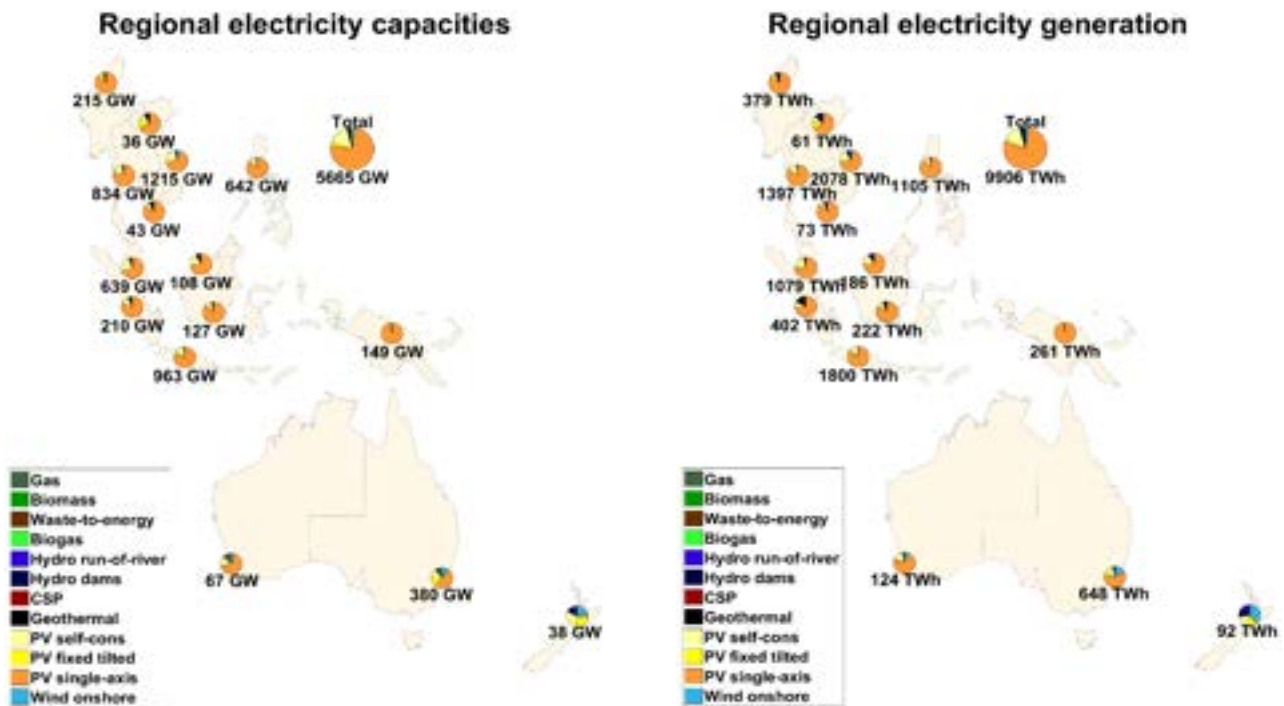 Regional electricity capacities
215 GW
36 GW
Total
1215 GW
834 GW
642 GW
5665 GW
43 GW
639 GW
108 GW
210 GW
127 GW
149 GW
963 GW
Gas
Biomass
Waste-to-energy
Biogas
Hydro run-of-river
Hydro dams
CSP
Geothermal
PV self-cons
PV fixed tilted
PV single-axis
Wind onshore
67 GW
380 GW
38 GW
Regional electricity generation
379 TWh
61 TWh
Total
2078 TWh
1397 TWh
1105 TWh
9906 TWh
73 TWh
1079 TWh
186 TWh
402 TWh
222 TWh
261 TWh
1800 TWh
Gas
Biomass
Waste-to-energy
Biogas
Hydro run-of-river
Hydro dams
CSP
Geothermal
PV self-cons
PV fixed tilted
PV single-axis
Wind onshore
124 TWh
648 TWh
92 TWh